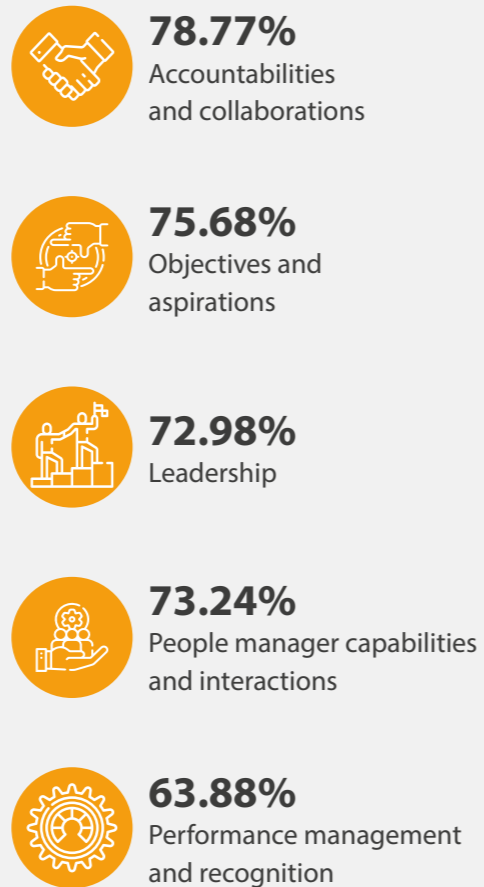 78.77%
Accountabilities
and collaborations
75.68%
Objectives and
aspirations
72.98%
Leadership
73.24%
People manager capabilities
and interactions
63.88%
Performance management
and recognition